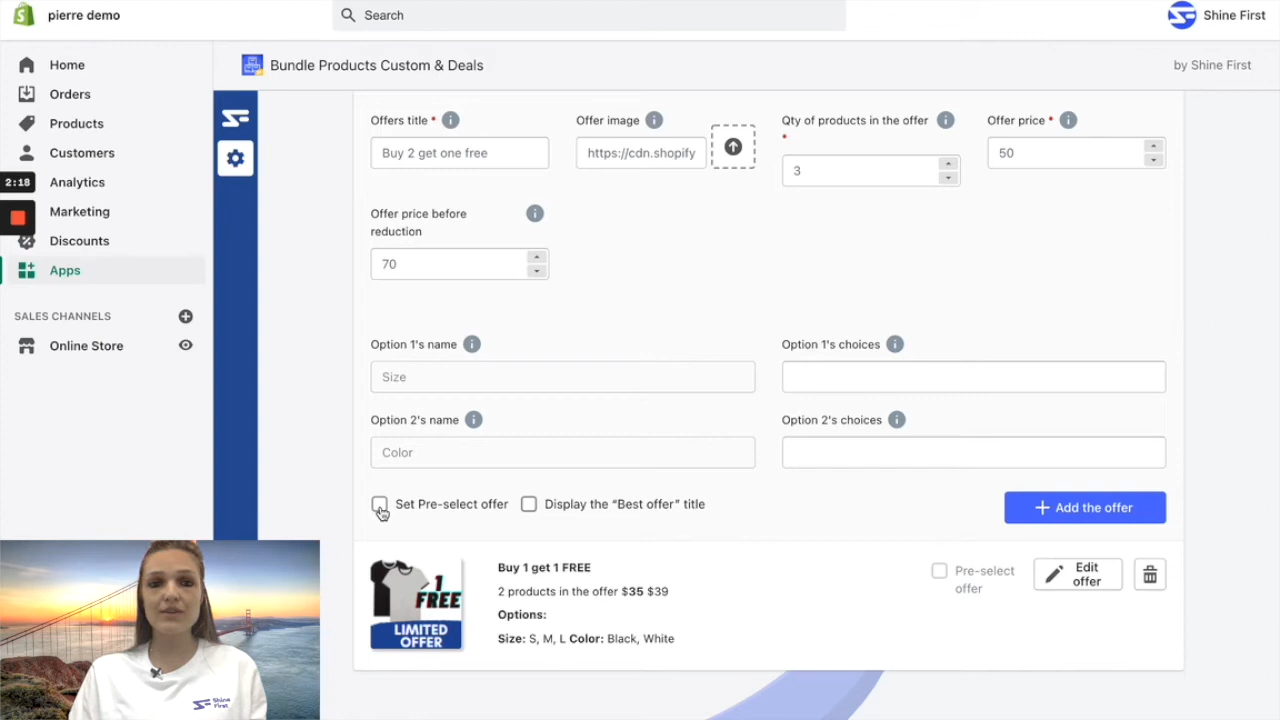 pierre demo
Search
Shine First
Home
Orders
Products
Customers
2:18
Analytics
Marketing
Discounts
Apps
SALES CHANNELS
Online Store
Bundle Products Custom & Deals
by Shine First
Offers title *
Offer image
Qty of products in the offer
*
Offer price *
Buy 2 get one free
https://cdn.shopify
3
50
Offer price before
reduction
70
Option 1's name
Option 1's choices
Size
Option 2's name
Option 2's choices
Color
Set Pre-select offer
Display the “Best offer” title
+ Add the offer
1
FREE
LIMITED
OFFER
Buy 1 get 1 FREE
2 products in the offer $35 $39
Options:
Size: S, M, L Color: Black, White
Pre-select
offer
Edit
offer
Shine
First